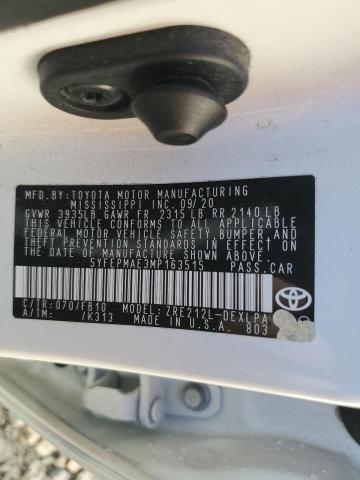 MFD.BY:TOYOTA MOTOR MANUFACTURING
MISSISSIPPI INC. 09/20
GVWR 3935LB GAWR FR 2315 LB RR 2140 LB
THIS VEHICLE CONFORMS TO ALL APPLICABLE
FEDERAL MOTOR VEHICLE SAFETY BUMPER, AND
THEFT PREVENTION STANDARDS IN EFFECT ON
THE DATE OF MANUFACTURE SHOWN ABOVE.
5YFEPMAE3MP163515 PASS.CAR
C/TR:070/FB10 MODEL: ZRE212L-DEXLPA
A/TM: /K313 MADE IN U.S.A. 803
TOYOTA